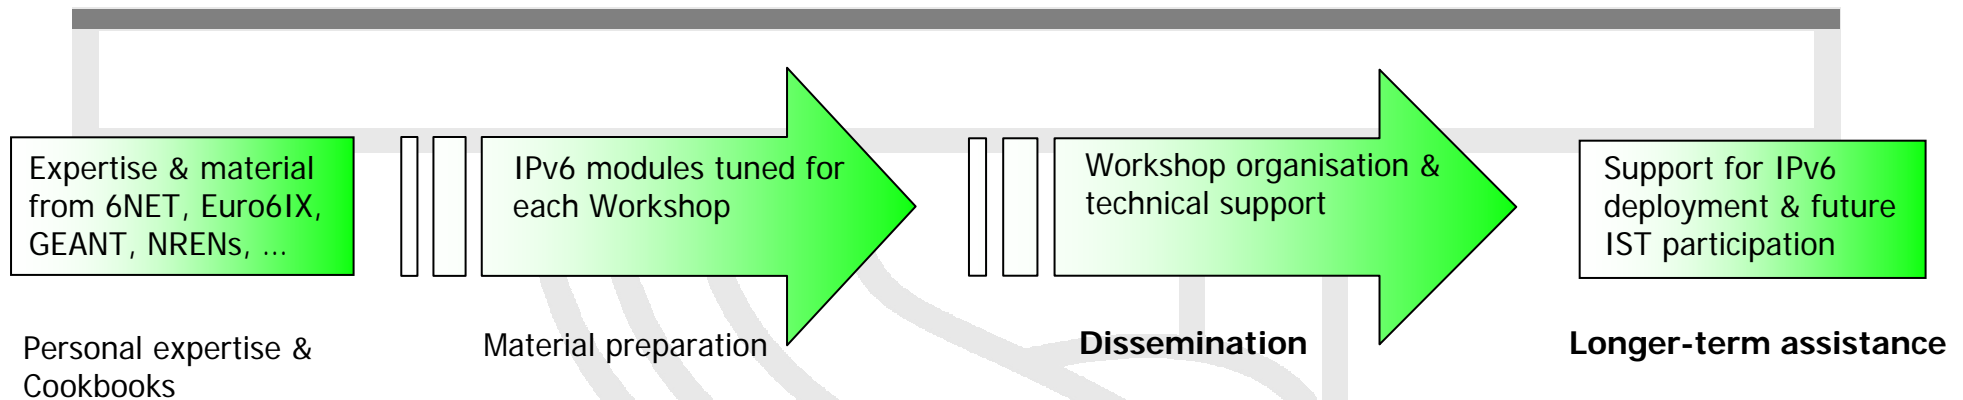 Expertise & material
from 6NET, Euro6IX,
GEANT, NRENs, ...
IPv6 modules tuned for
each Workshop
Workshop organisation &
technical support
Support for IPv6
deployment & future
IST participation
Personal expertise &
Cookbooks
Material preparation
Dissemination
Longer-term assistance